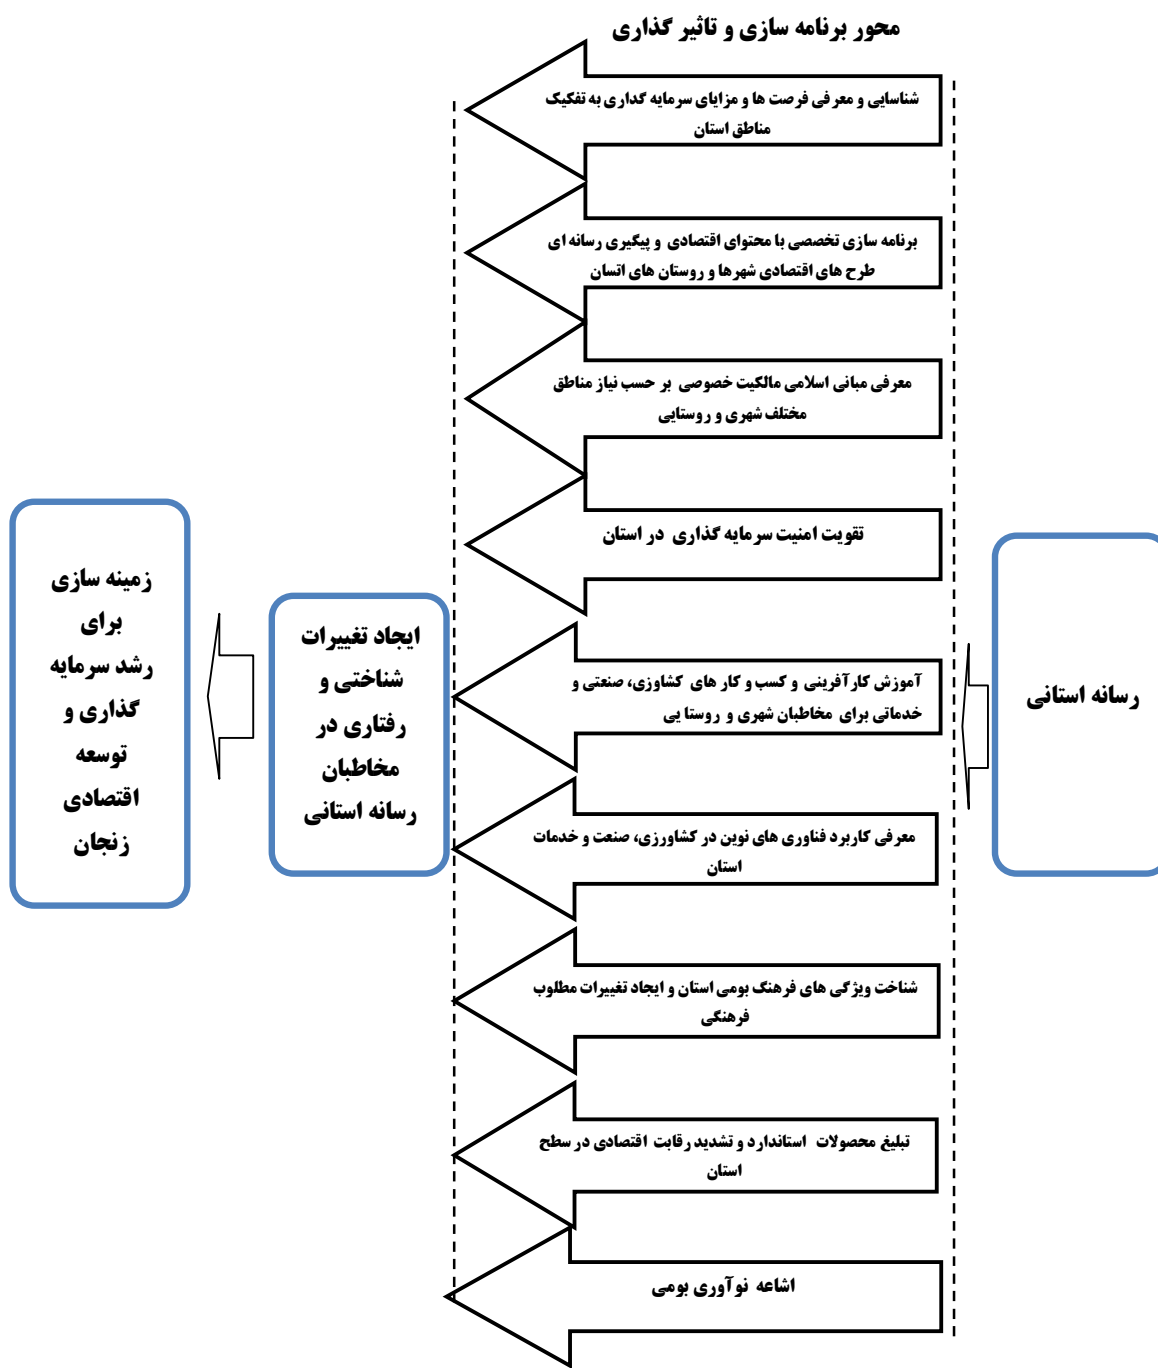 محور برنامه سازی و تاثیر گذاری
رسانه استانی
شناسایی و معرفی فرصت ها و مزایای سرمایه گداری به تفکیک
مناطق استان
برنامه سازی تخصصی با محتوای اقتصادی و پیگیری رسانه ای
طرح های اقتصادی شهرها و روستان های اتسان
معرفی مبانی اسلامی مالکیت خصوصی بر حسب نیاز مناطق
مختلف شهری و روستایی
تقویت امنیت سرمایه گذاری در استان
آموزش کارآفرینی و کسب و کار های کشاوزی، صنعتی و
خدماتی برای مخاطبان شهری و روستا یی
معرفی کاربرد فناوری های نوین در کشاورزی، صنعت و خدمات
استان
شناخت ویژگی های فرهنگ بومی استان و ایجاد تغییرات مطلوب
فرهنگی
تبلیغ محصولات استاندارد و تشدید رقابت اقتصادی در سطح
استان
اشاعه نوآوری بومی
ایجاد تغییرات
شناختی و
رفتاری در
مخاطبان
رسانه استانی
زمینه سازی
برای
رشد سرمایه
گذاری و
توسعه
اقتصادی
زنجان